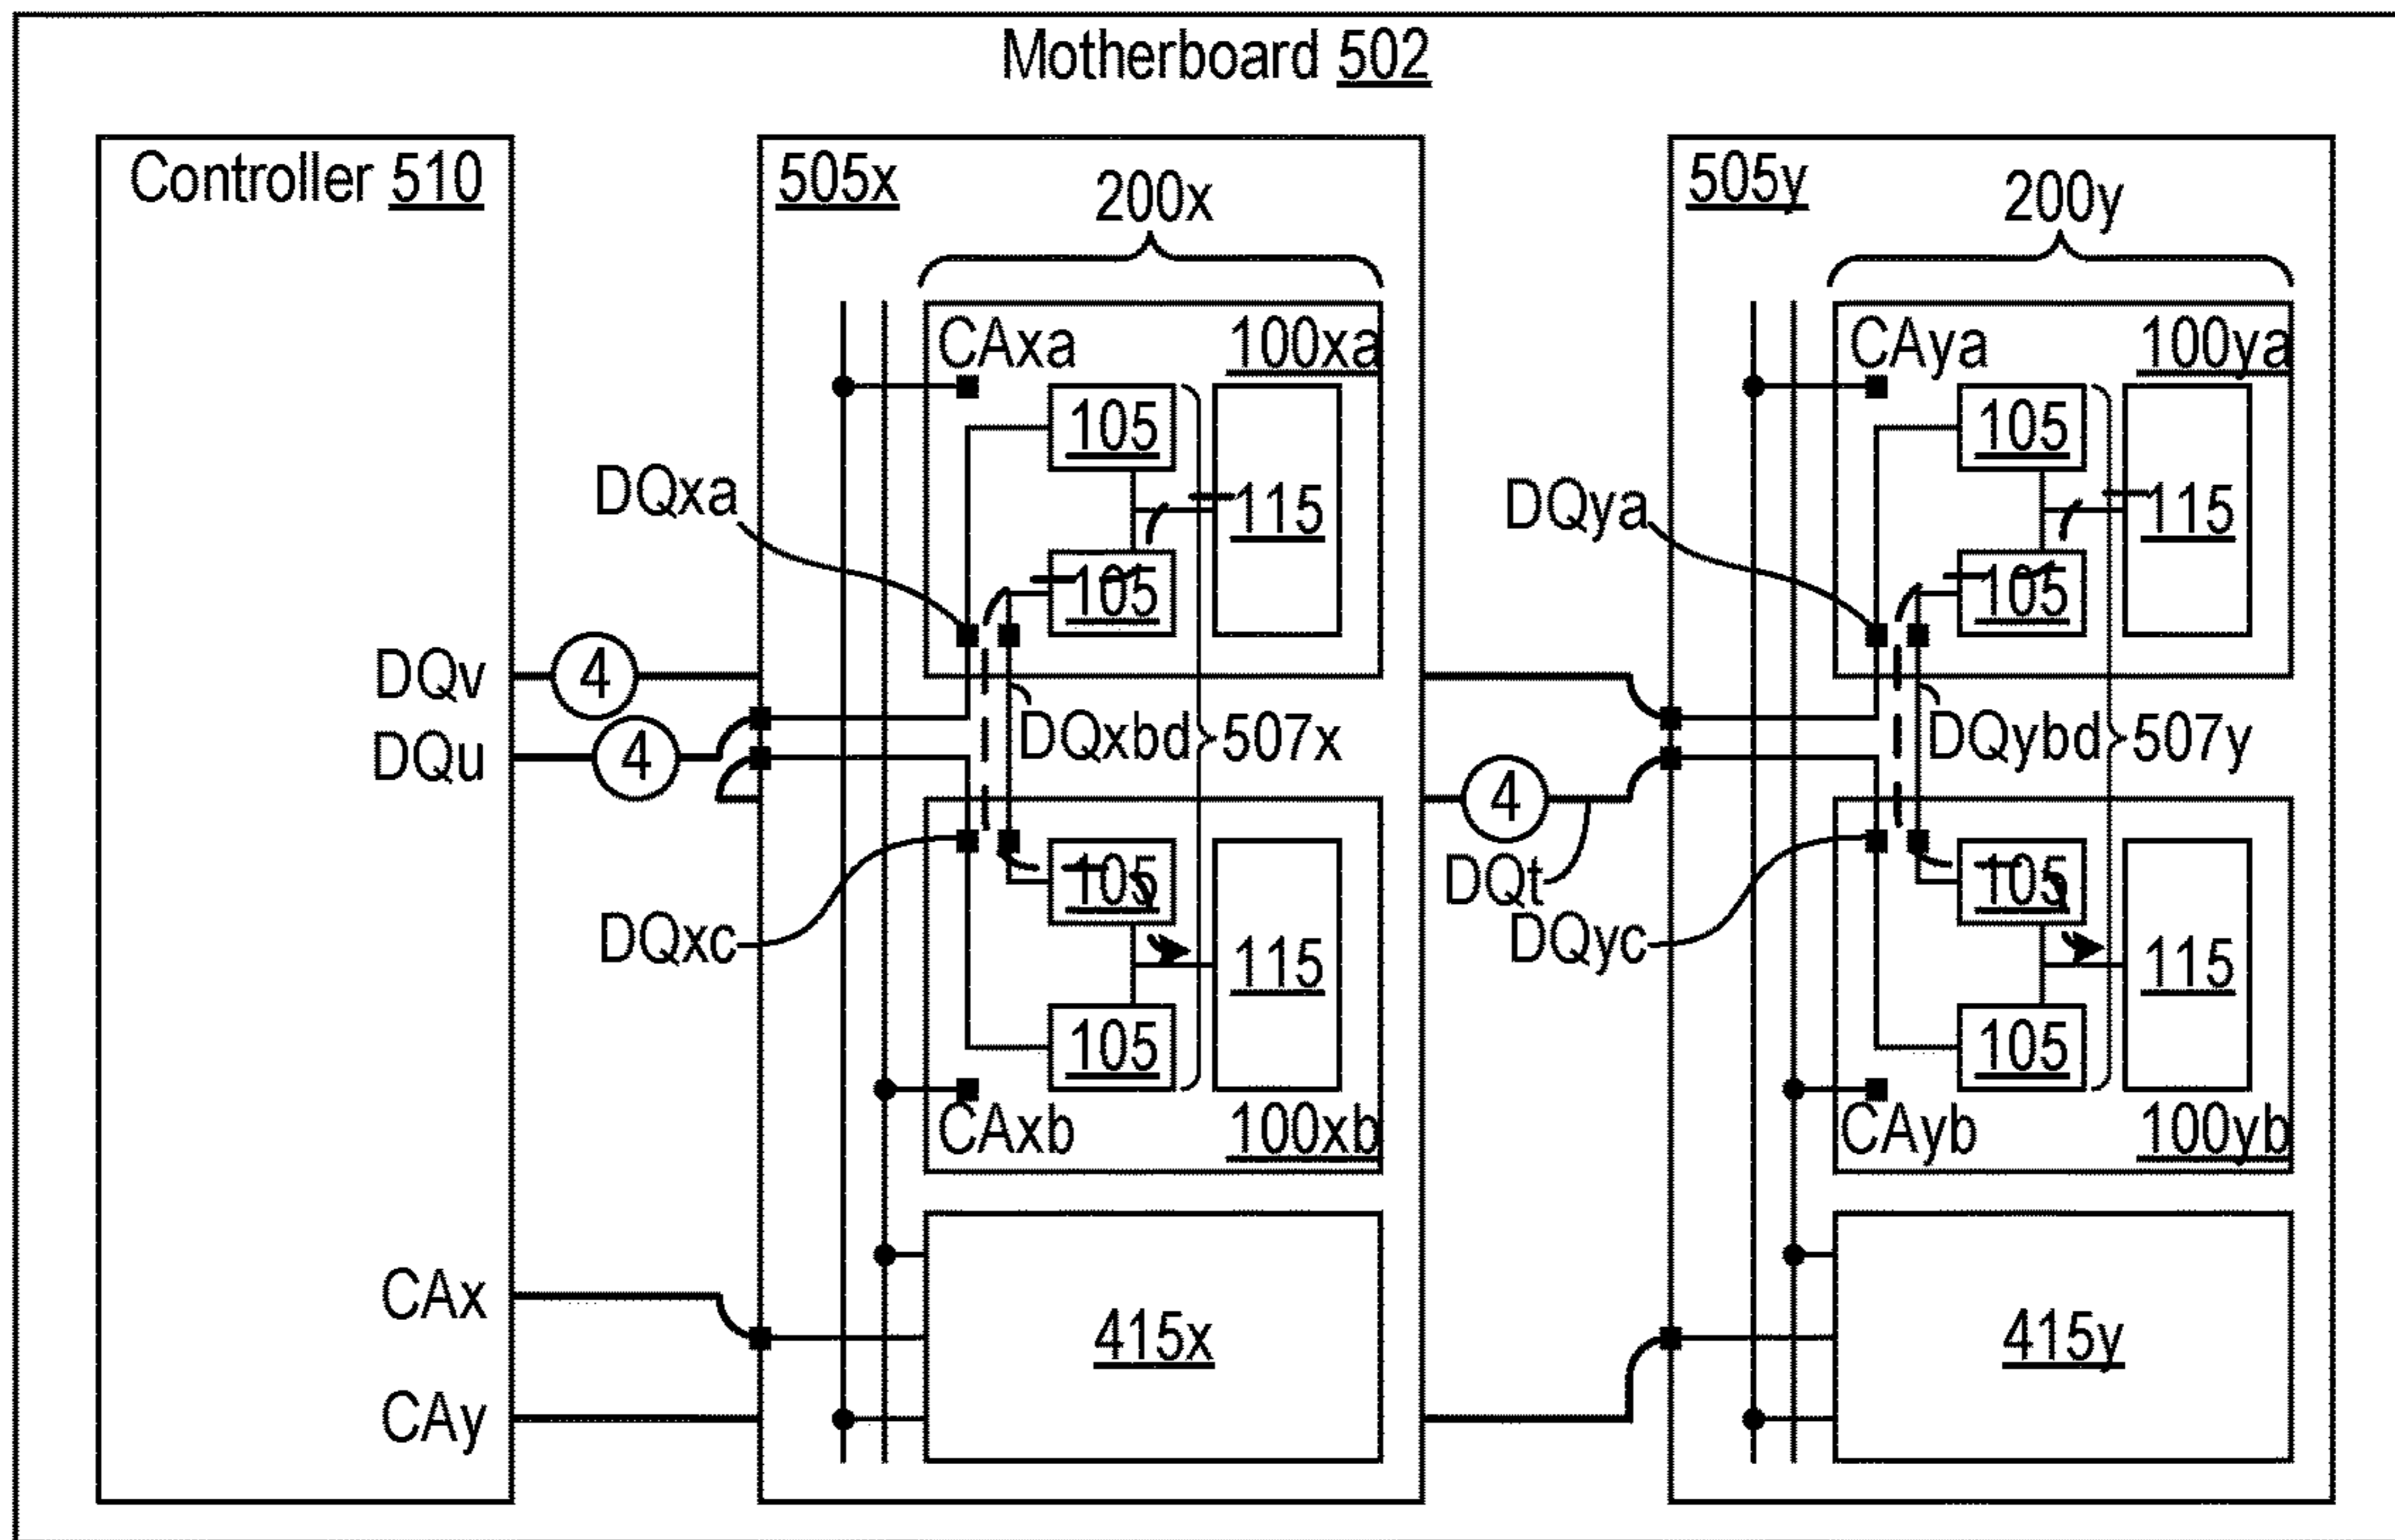 Motherboard 502
Controller 510
505x
200x
505y
200y
CAxa
100xa
CAya
100ya
105
105
DQxa
115
DQya
115
105
105
DQv
4
DQu
4
DQxbd
507x
DQybd
507y
4
DQt
105
105
DQxc
115
DQyc
115
105
105
CAxb
100xb
CAyb
100yb
CAx
415x
415y
CAy